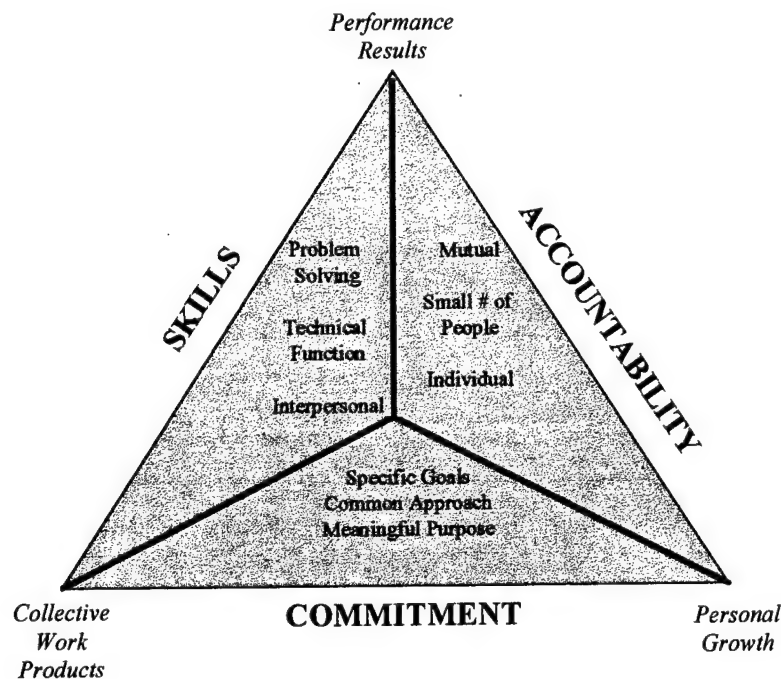 Performance
Results
SKILLS
Problem
Solving
Technical
Function
Interpersonal
ACCOUNTABILITY
Mutual
Small # of
People
Individual
Specific Goals
Common Approach
Meaningful Purpose
Collective
Work
Products
COMMITMENT
Personal
Growth